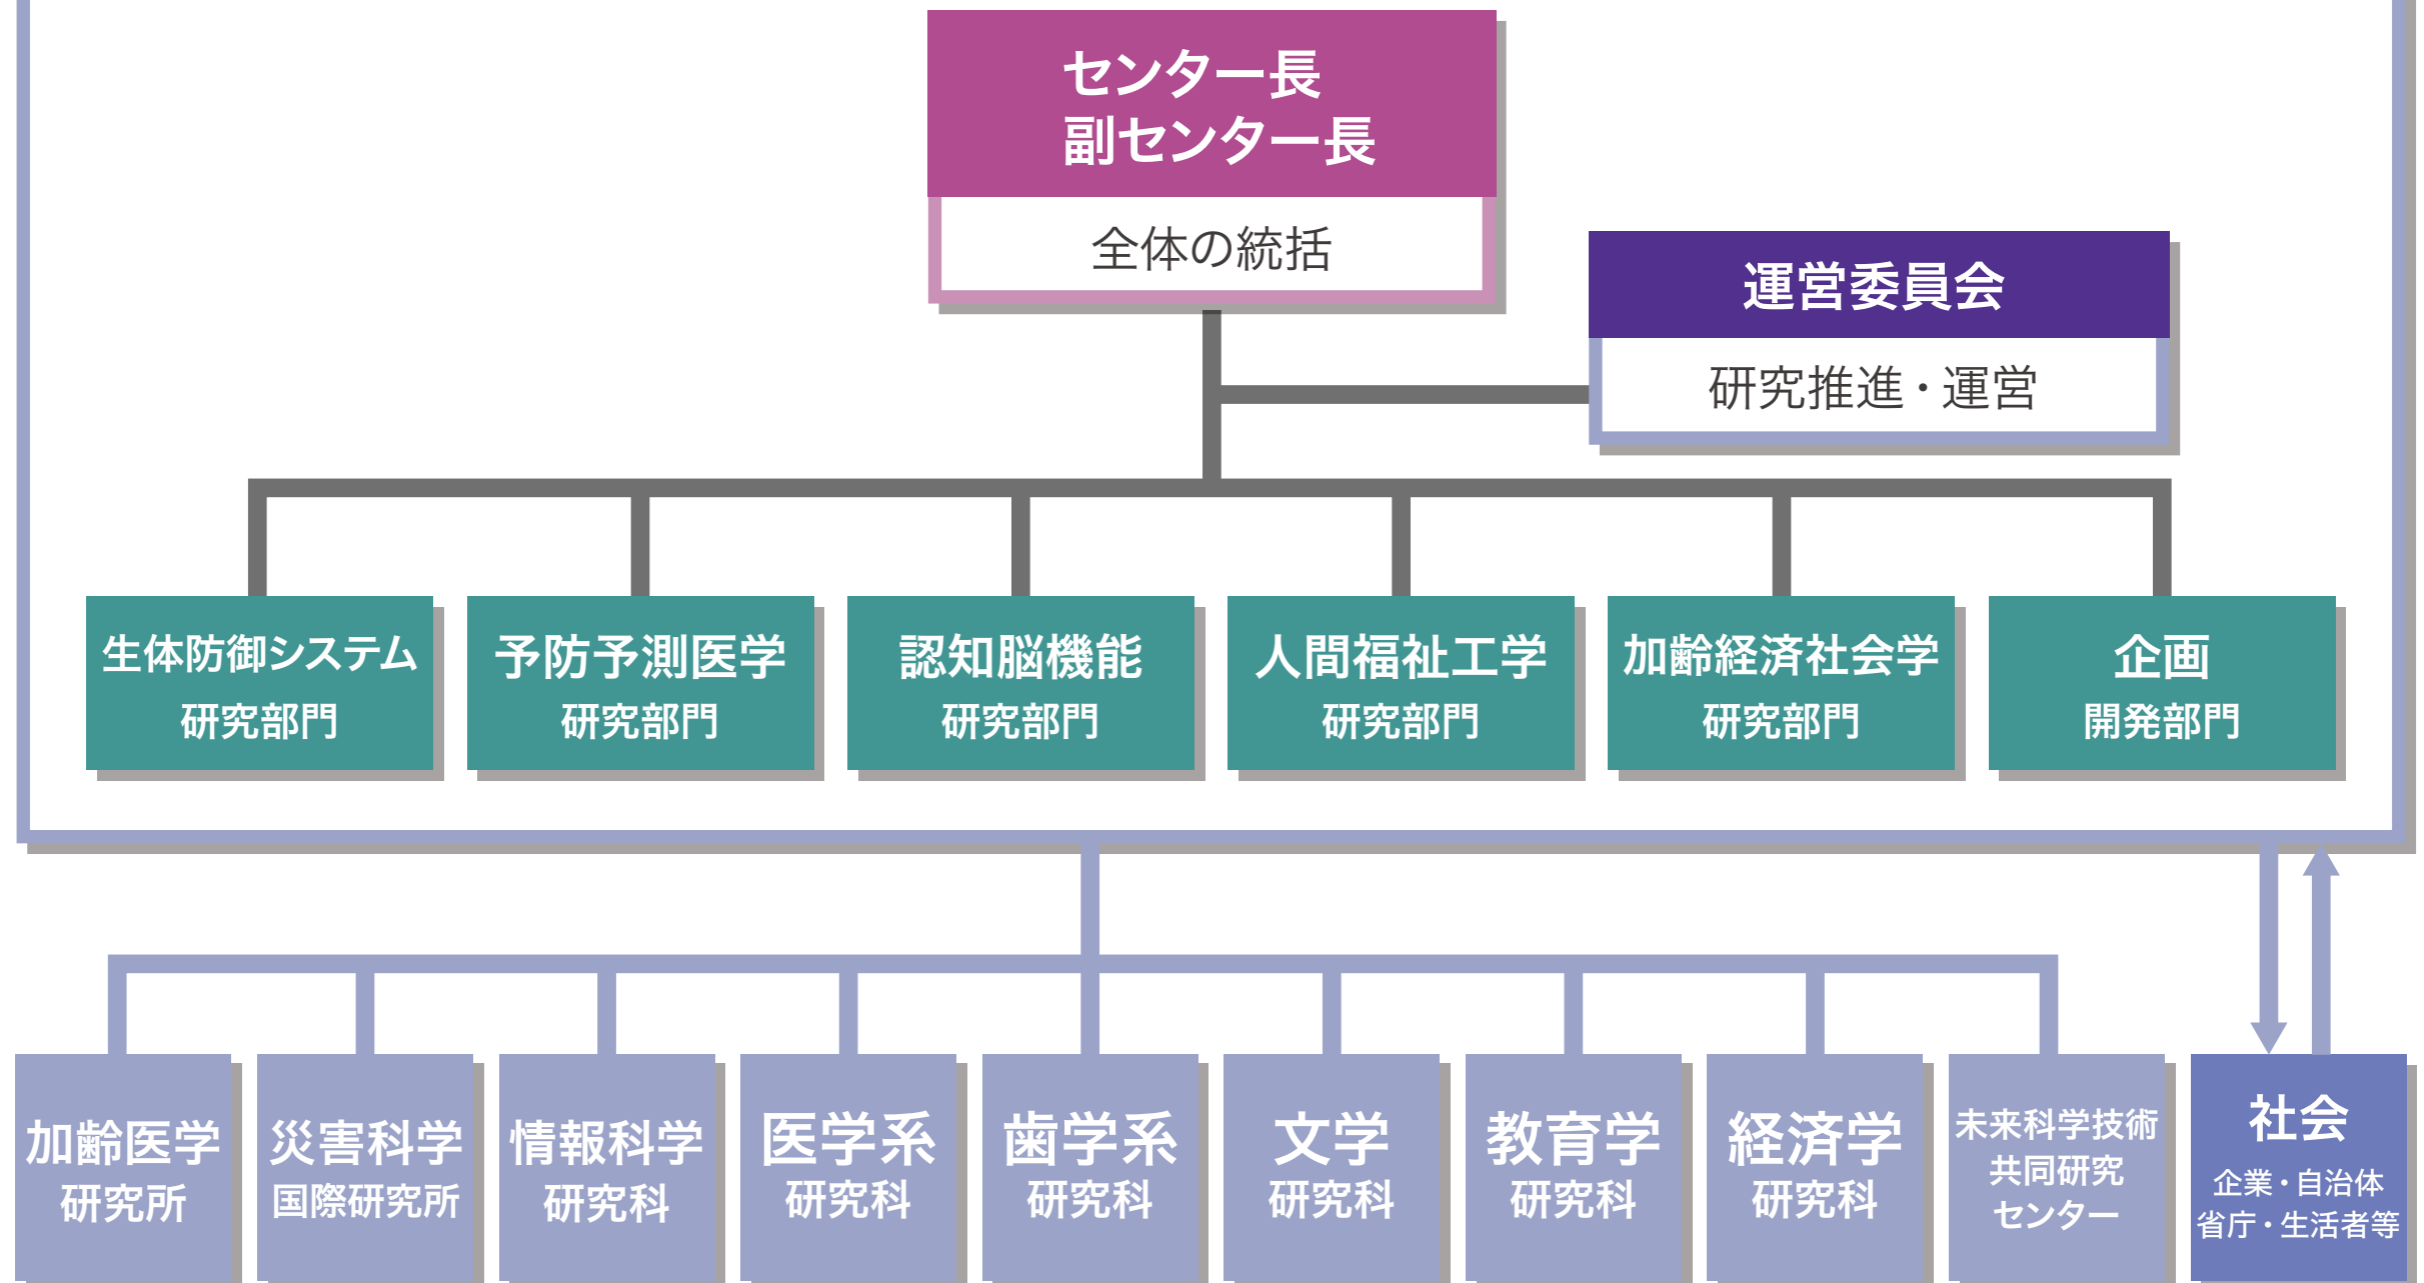 センター長
副センター長
全体の統括
運営委員会
研究推進・運営
生体防御システム
研究部門
予防予測医学
研究部門
認知脳機能
研究部門
人間福祉工学
研究部門
加齢経済社会学
研究部門
企画
開発部門
加齢医学
研究所
災害科学
国際研究所
情報科学
研究科
医学系
研究科
歯学系
研究科
文学
研究科
教育学
研究科
経済学
研究科
未来科学技術
共同研究
センター
社会
企業・自治体
省庁・生活者等